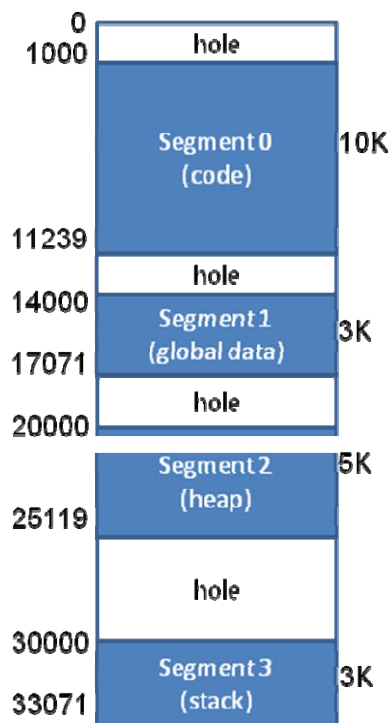 0
hole
1000
Segment 0
(code)
10K
11239
hole
14000
Segment 1
(global data)
3K
17071
hole
20000
Segment 2
(heap)
5K
25119
hole
30000
Segment 3
(stack)
3K
33071